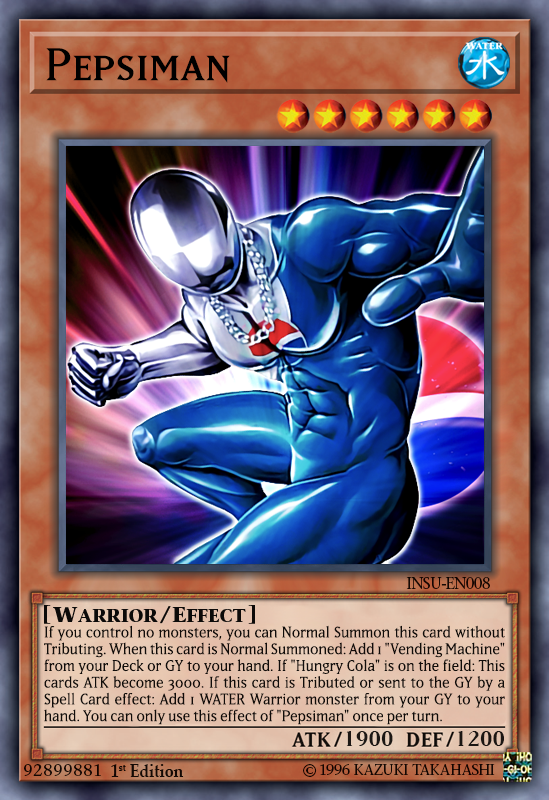 PEPSIMAN
WATER
水
INSU-EN008
[WARRIOR/EFFECT]
If you control no monsters, you can Normal Summon this card without
Tributing. When this card is Normal Summoned: Add 1 "Vending Machine"
from your Deck or GY to your hand. If "Hungry Cola" is on the field: This
cards ATK become 3000. If this card is Tributed or sent to the GY by a
Spell Card effect: Add 1 WATER Warrior monster from your GY to your
hand. You can only use this effect of "Pepsiman" once per turn.
ATK/1900 DEF/1200
92899881 1st Edition © 1996 KAZUKI TAKAHASHI